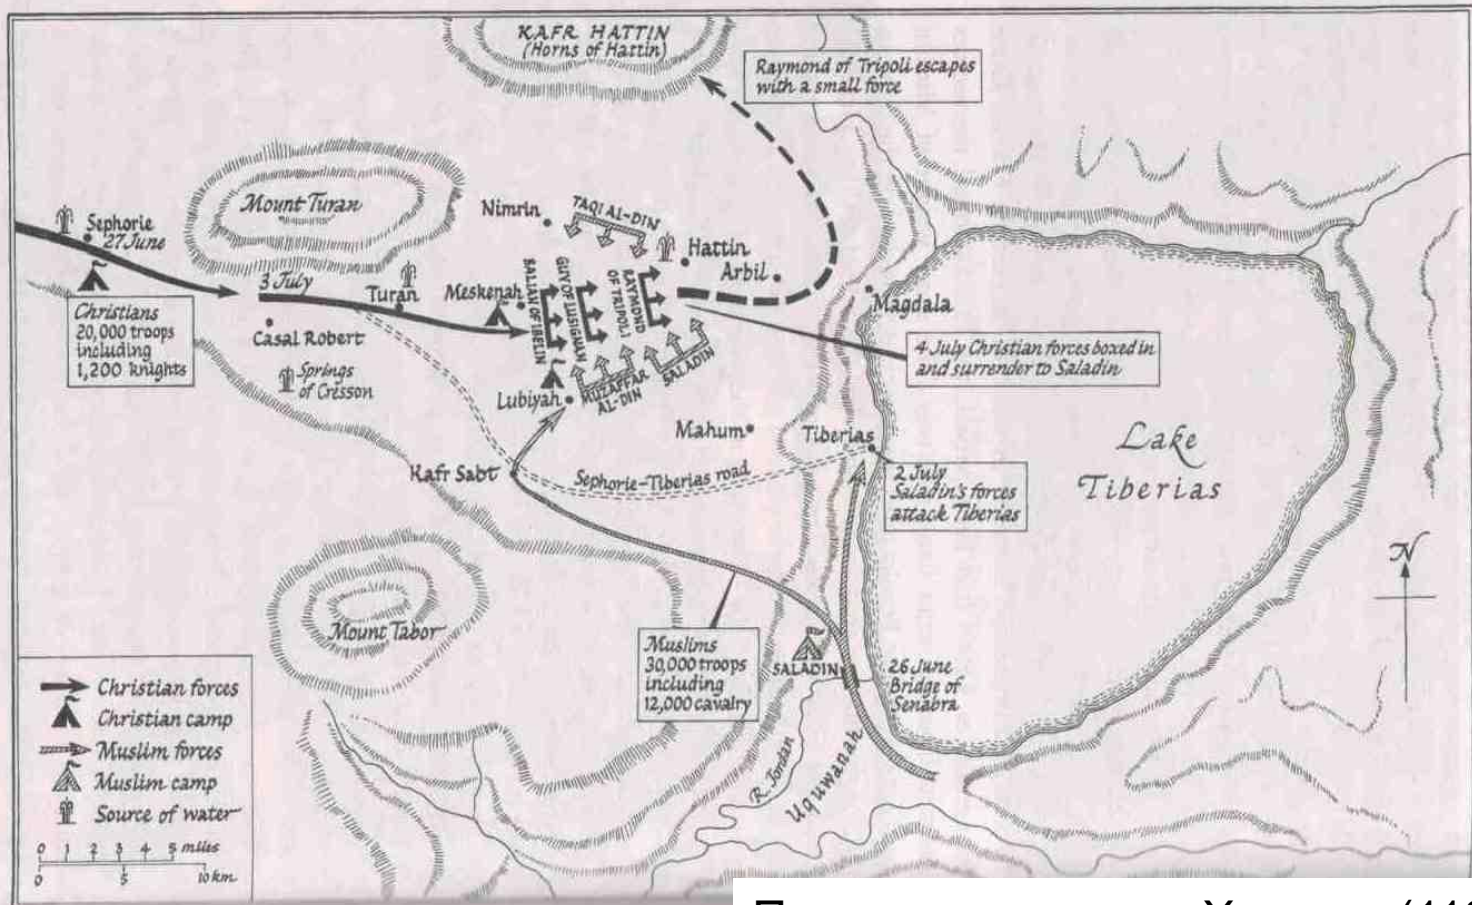 KAFR HATTIN
(Horns of Hattin)
Raymond of Tripoli escapes
with a small force
Mount Turan
Nimrin
TAQI AL-DIN
Sephorie
27 June
Hattin
Arbil
3 July
Turan
Meskenah
BALIAN OF IBELIN
GUY OF LUSIGNAN
RAYMOND
OF TRIPOLI
Magdala
Christians
20,000 troops
including
1,200 knights
Casal Robert
4 July Christian forces boxed in
and surrender to Saladin
Springs
of Cresson
Lubiyah
MUZAFFAR
AL-DIN
SALADIN
Mahum
Tiberias
Lake
Tiberias
Kafr Sabt
Sephorie-Tiberias road
2 July
Saladin's forces
attack Tiberias
N
Mount Tabor
Muslims
30,000 troops
including
12,000 cavalry
SALADIN
26 June
Bridge of
Senabra
R. Jordan
Uquwanah
Christian forces
Christian camp
Muslim forces
Muslim camp
Source of water
0 1 2 3 4 5 miles
0 5 10 km